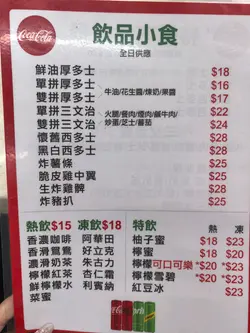 Coca-Cola
飲品小食
全日供應
鮮油厚多士 $18
單拼厚多士 $16
雙拼厚多士 牛油/花生醬/煉奶/果醬 $17
單拼三文治 火腿/餐肉/煙肉/鹹牛肉/ $22
雙拼三文治 炒蛋/芝士/蕃茄 $24
懷舊西多士 $28
黑白西多士 $28
炸薯條 $25
脆皮雞中翼 $25
生炸雞髀 $28
炸豬扒 $25
熱飲$15 凍飲$18
香濃咖啡 阿華田
香滑鴛鴦 好立克
濃滑奶茶 朱古力
檸檬紅茶 杏仁霜
鮮檸檬水 利賓納
菜蜜
特飲 熱 凍
柚子蜜 $18 $23
檸蜜 $18 $23
檸檬可口可樂 *$20 *$23
檸檬雪碧 *$20 *$23
紅豆冰 $23